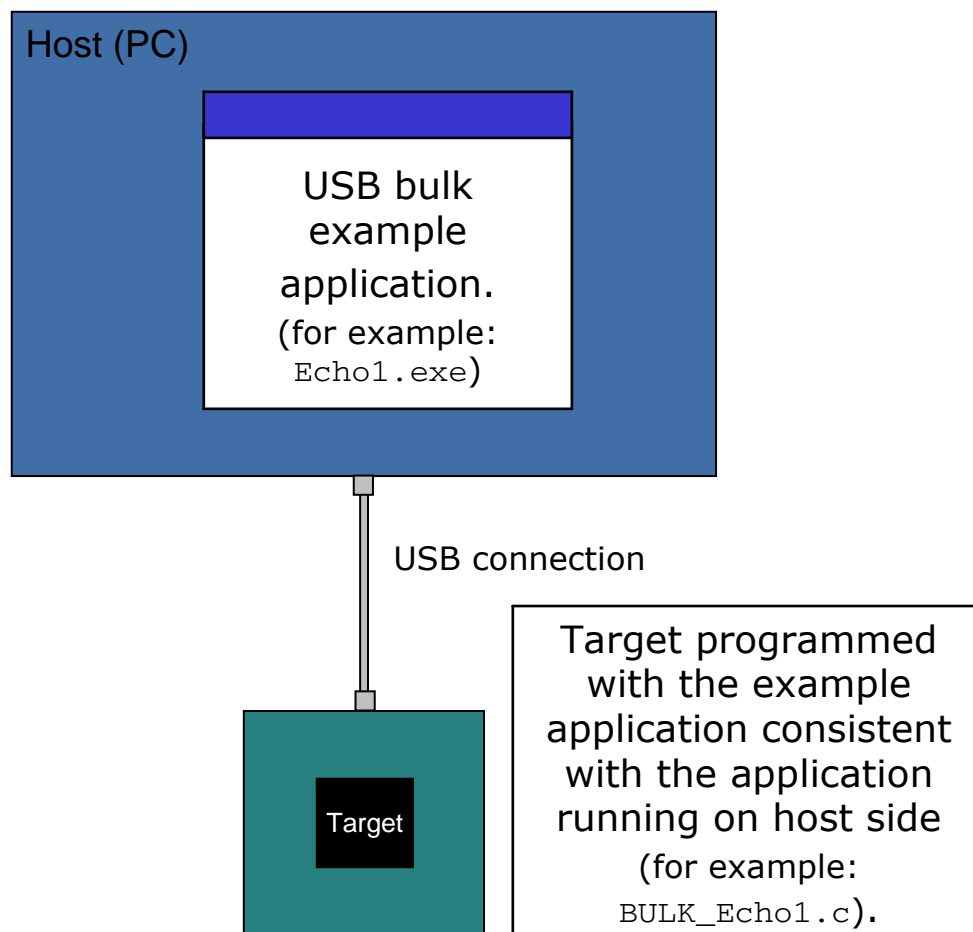 Host (PC)
USB bulk
example
application.
(for example:
Echo1.exe)
USB connection
Target programmed
with the example
application consistent
with the application
running on host side
(for example:
BULK_Echo1.c).
Target